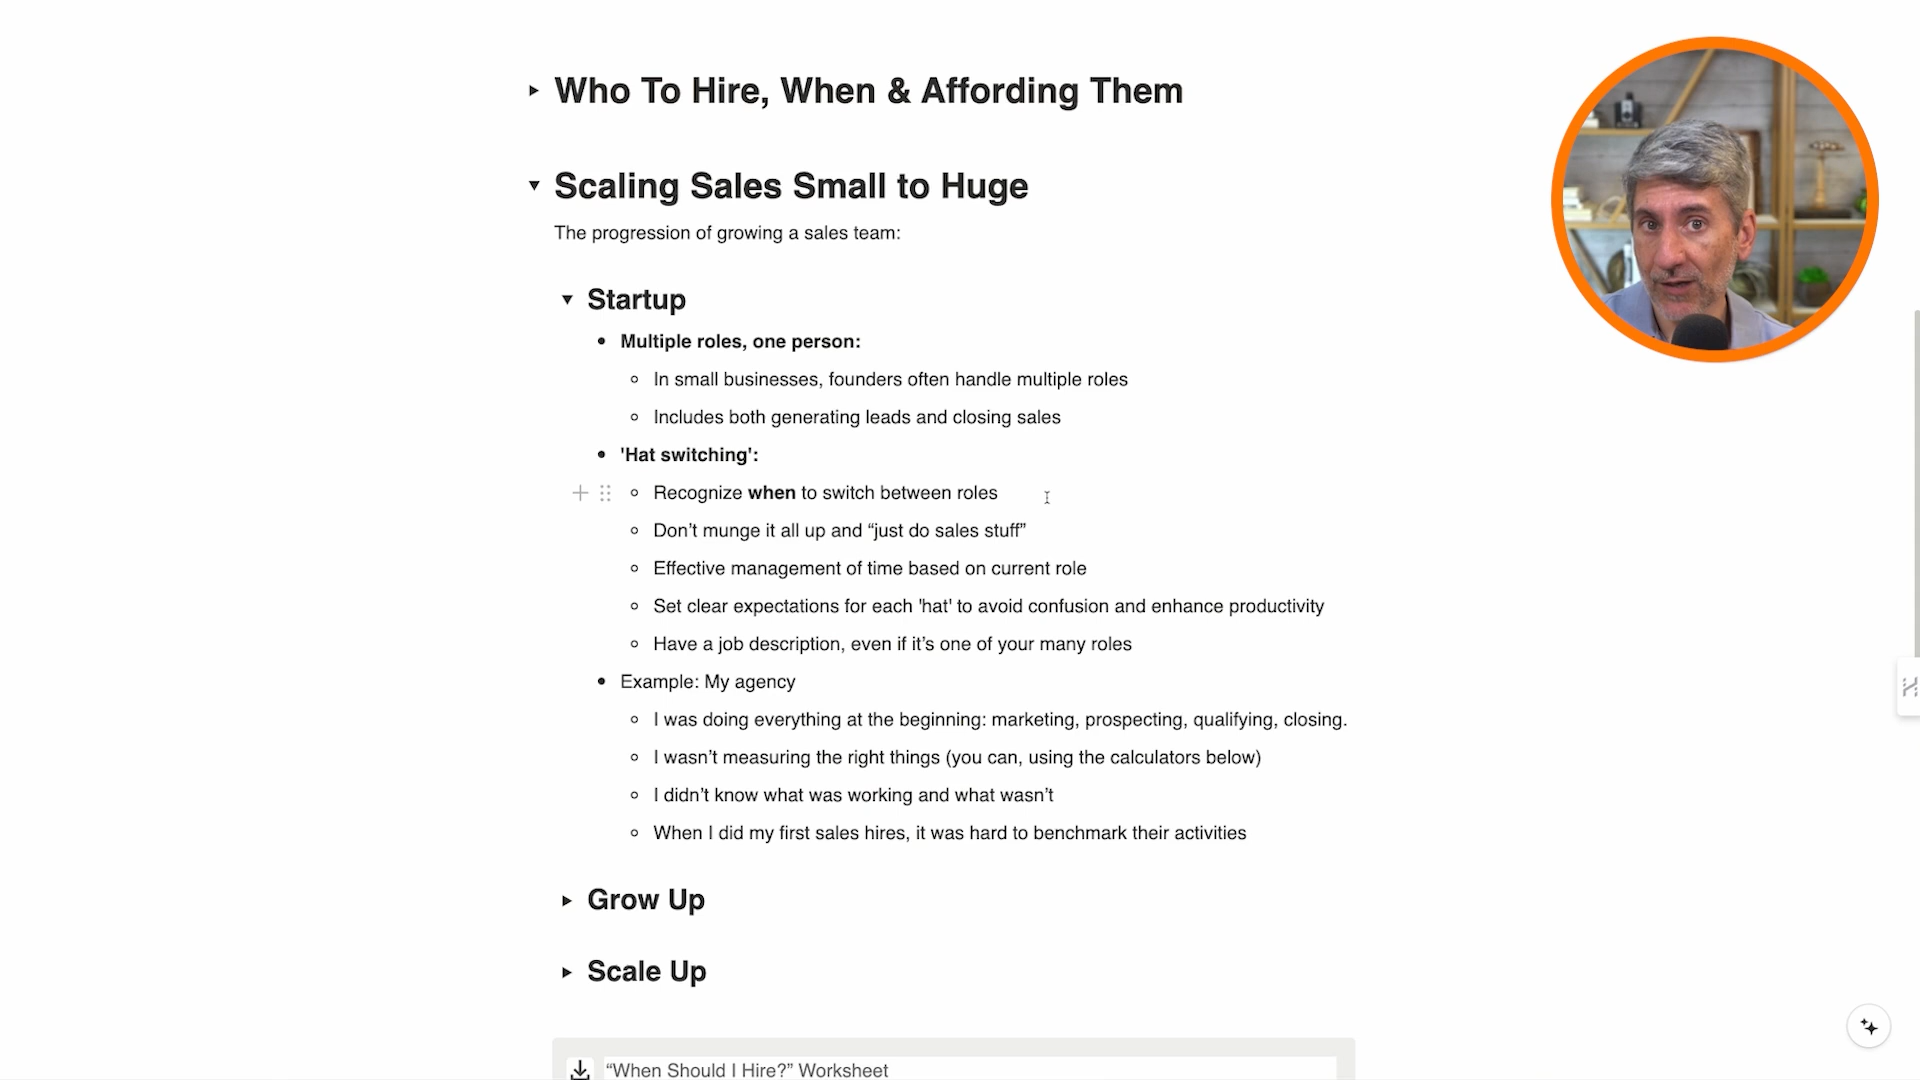 Who To Hire, When & Affording Them
Scaling Sales Small to Huge
The progression of growing a sales team:
Startup
Multiple roles, one person:
In small businesses, founders often handle multiple roles
Includes both generating leads and closing sales
'Hat switching':
Recognize when to switch between roles
Don’t munge it all up and “just do sales stuff”
Effective management of time based on current role
Set clear expectations for each 'hat' to avoid confusion and enhance productivity
Have a job description, even if it’s one of your many roles
Example: My agency
I was doing everything at the beginning: marketing, prospecting, qualifying, closing.
I wasn’t measuring the right things (you can, using the calculators below)
I didn’t know what was working and what wasn’t
When I did my first sales hires, it was hard to benchmark their activities
Grow Up
Scale Up
“When Should I Hire?” Worksheet